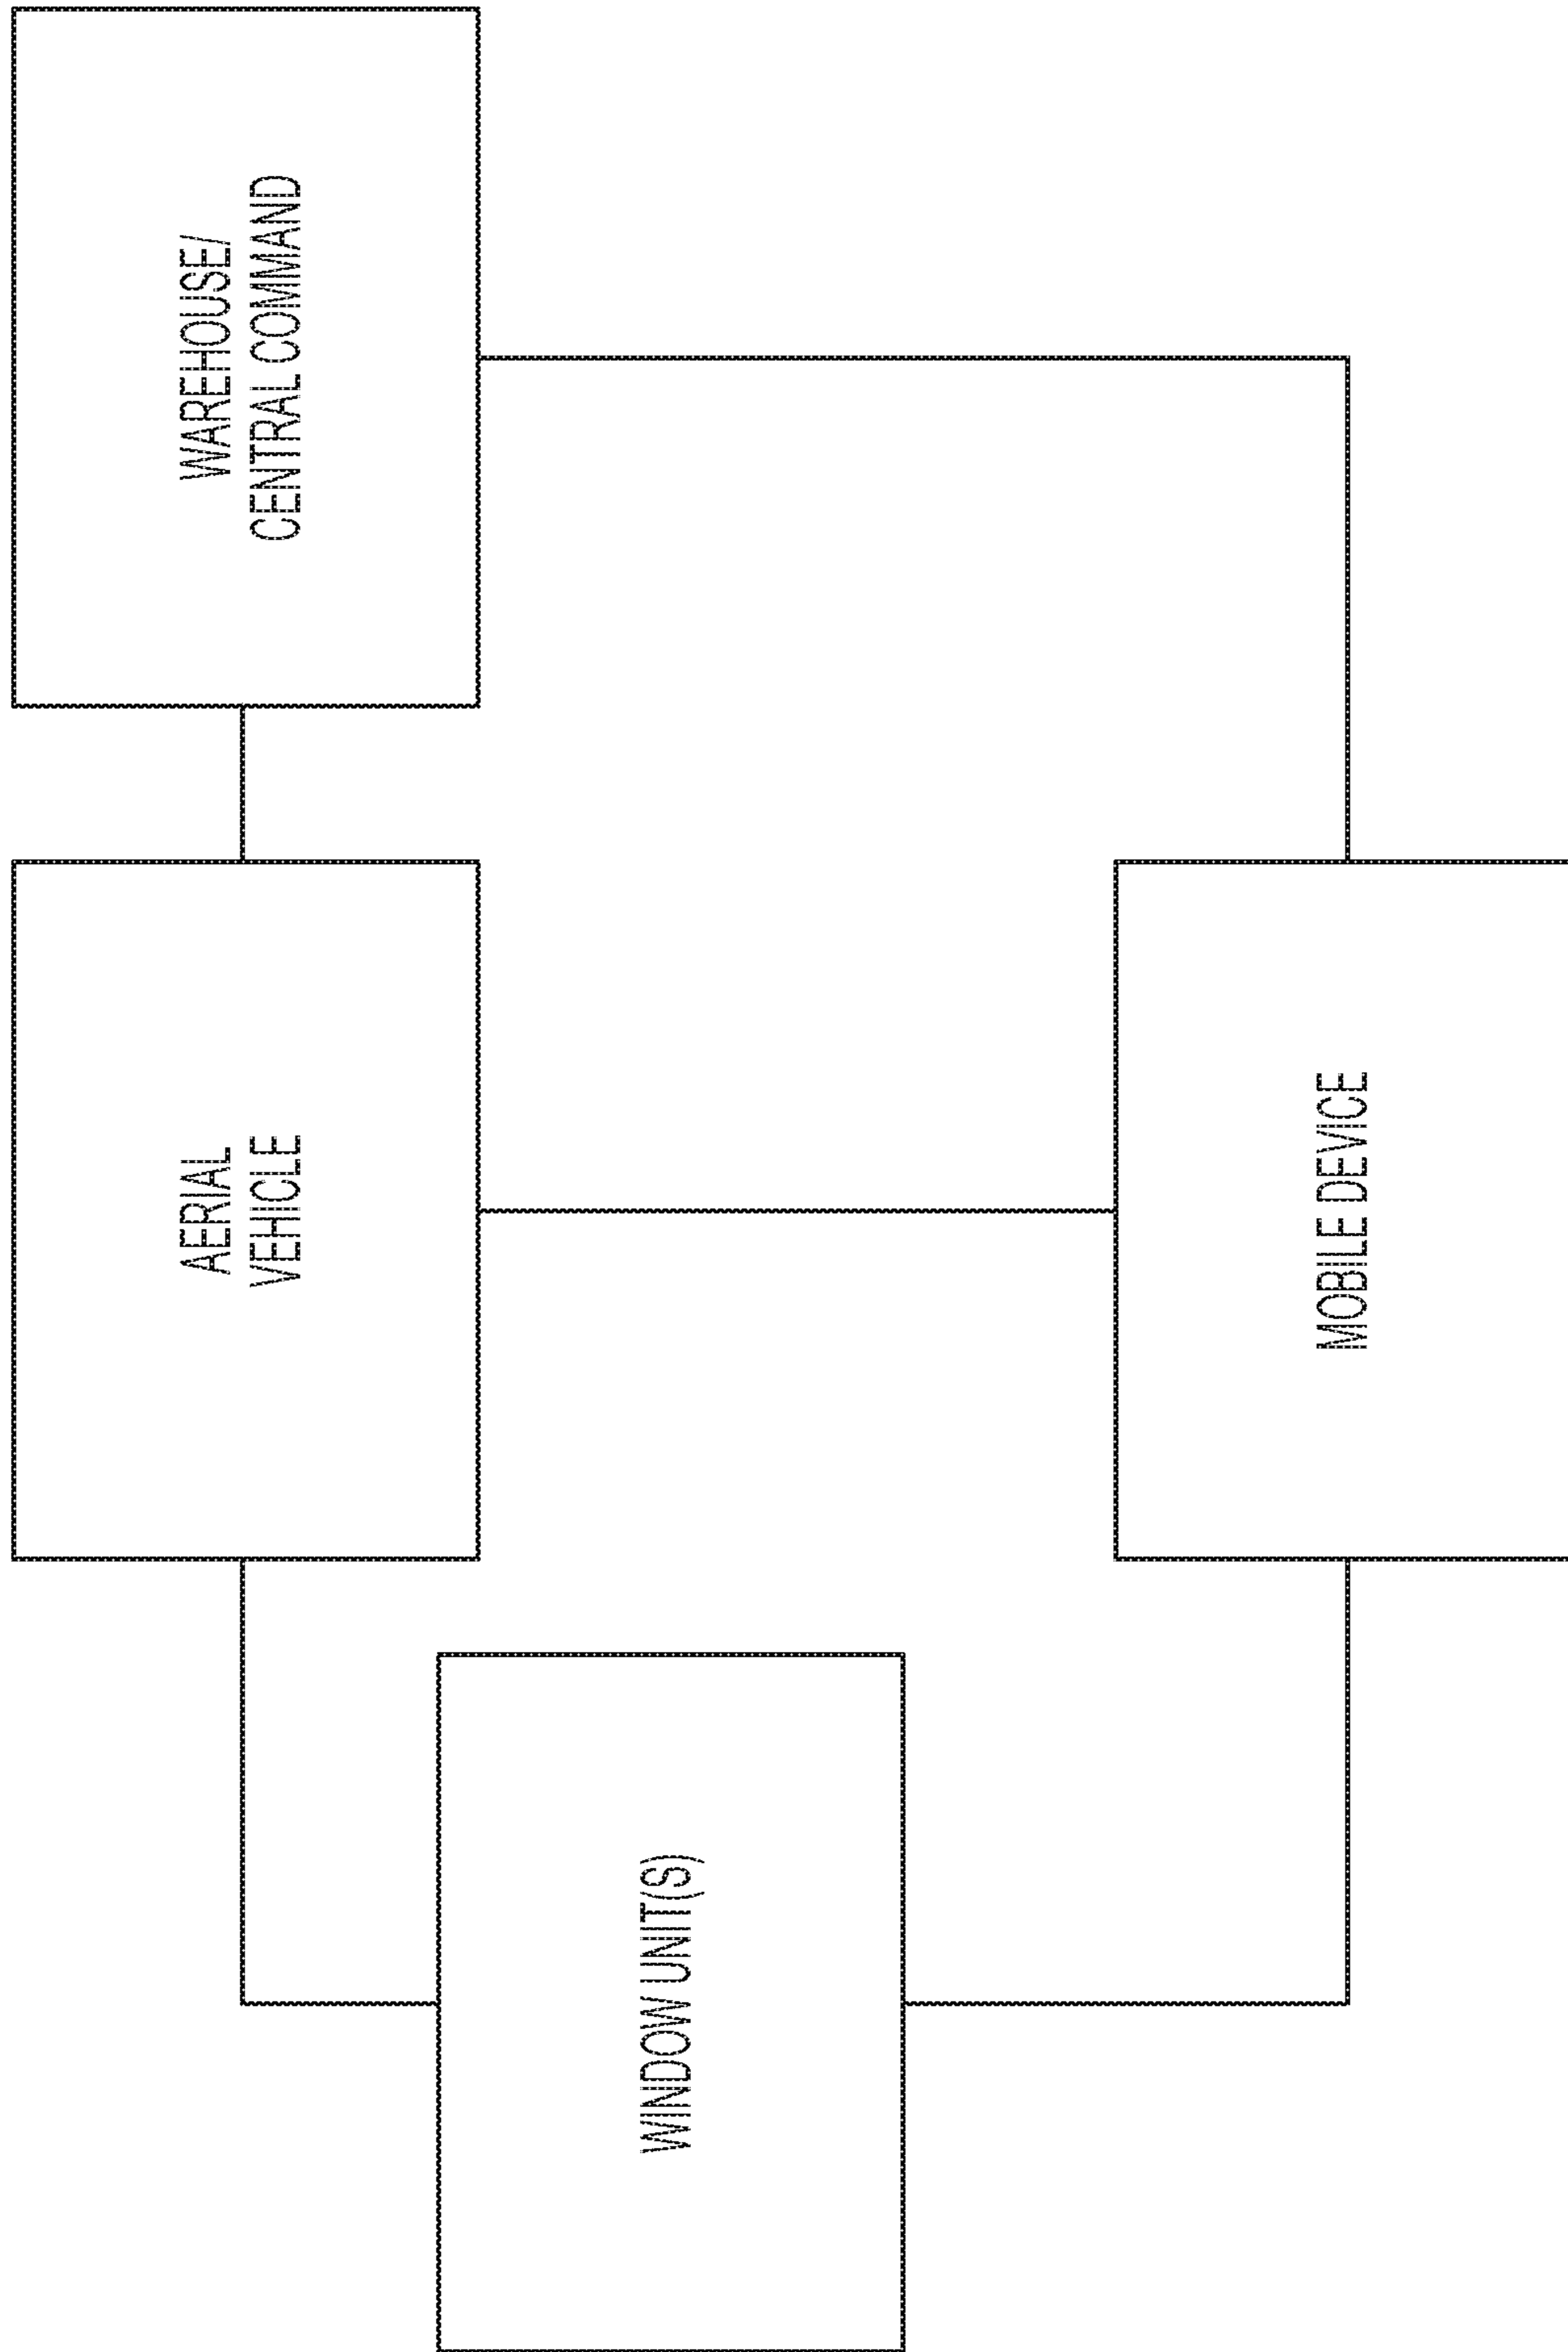 AERIAL
VEHICLE
WAREHOUSE/
CENTRAL COMMAND
WINDOW UNIT(S)
MOBILE DEVICE